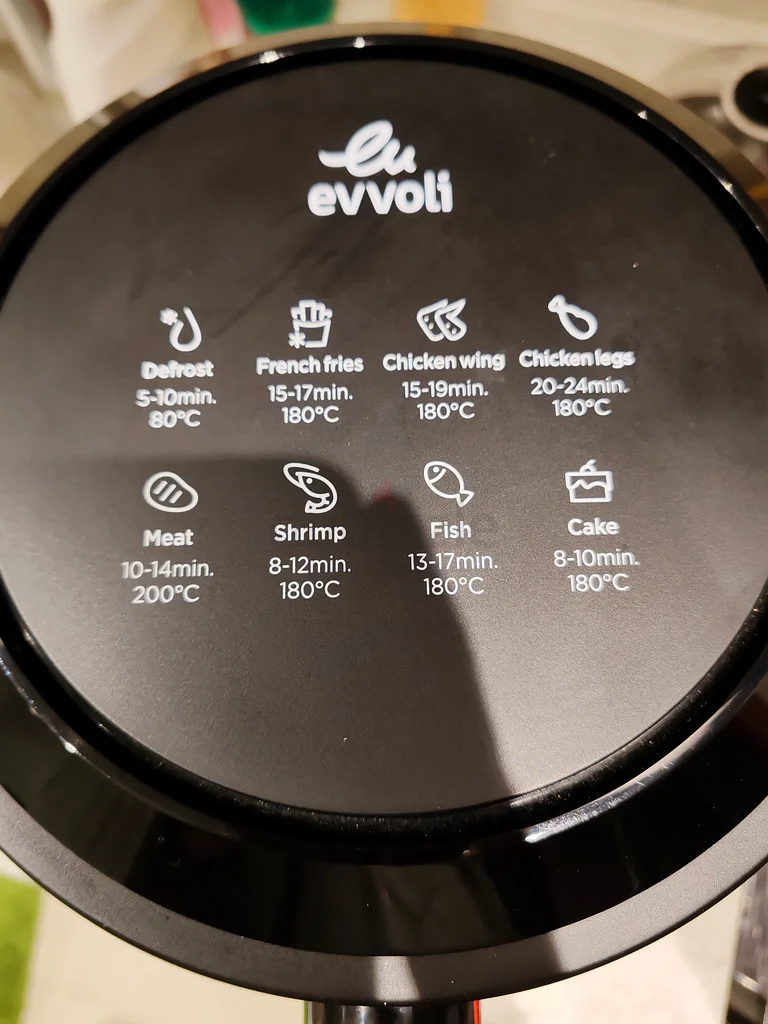 eu
evvoli
Defrost French fries Chicken wing Chicken legs
5-10min. 15-17min. 15-19min. 20-24min.
80°C 180°C 180°C 180°C
Meat Shrimp Fish Cake
10-14min. 8-12min. 13-17min. 8-10min.
200°C 180°C 180°C 180°C